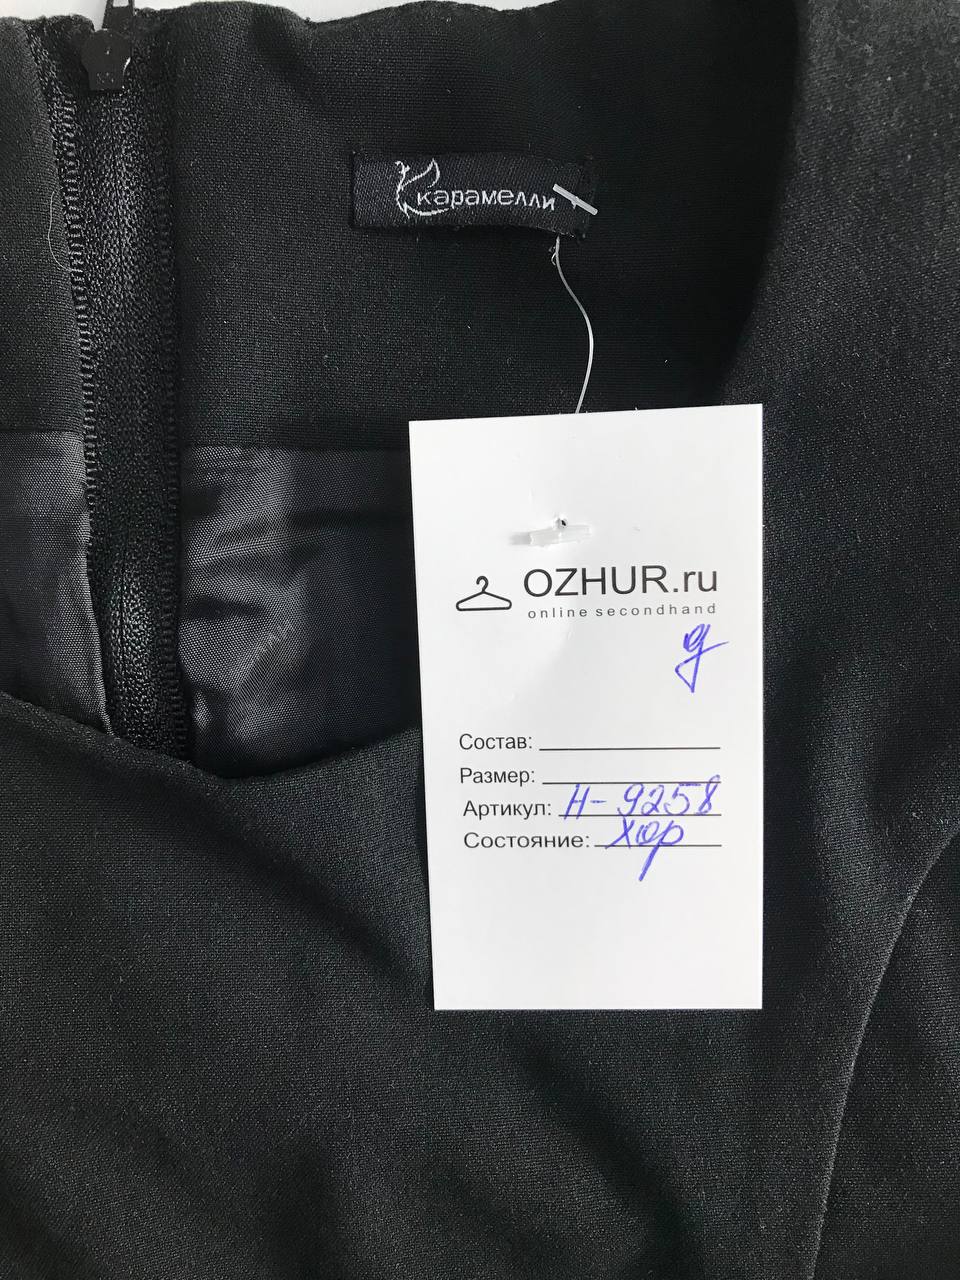 карамелли
OZHUR.ru
online secondhand
д
Состав:
Размер:
Артикул: Н-9258
Состояние: хор